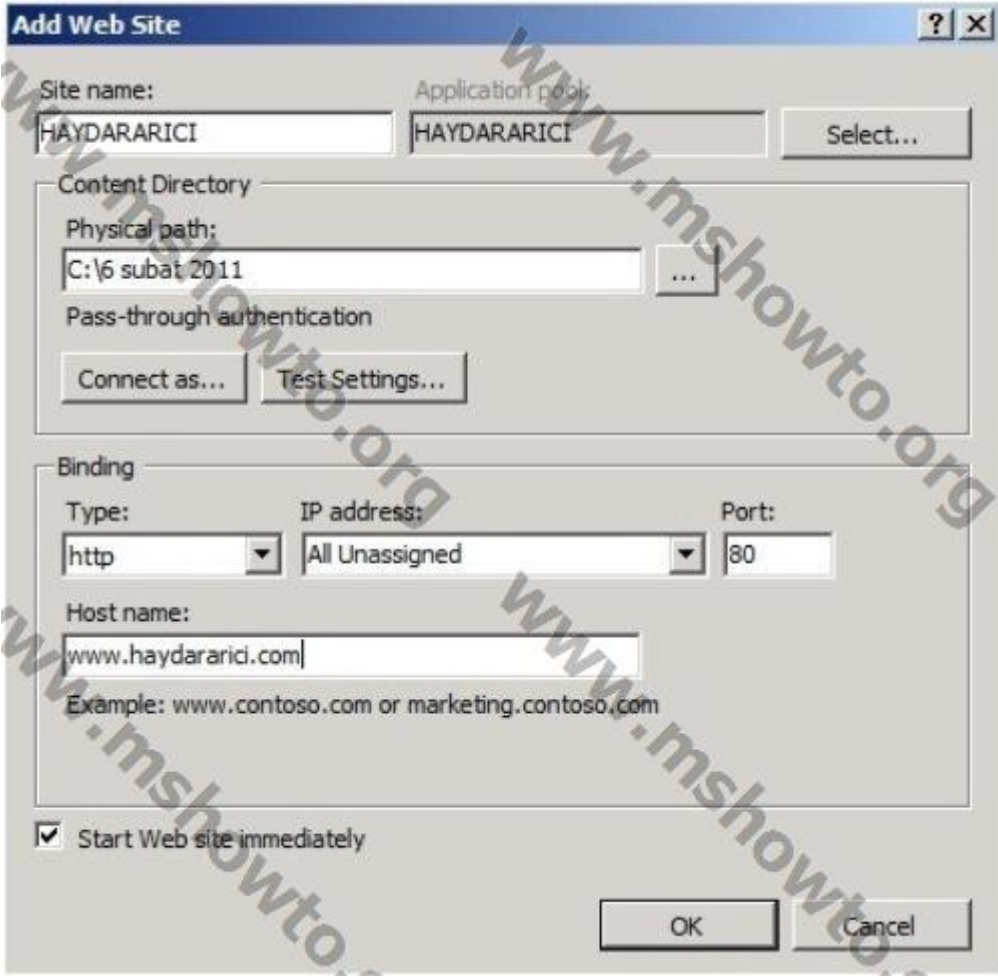 Add Web Site
Site name:
Application pool:
HAYDARARICI
HAYDARARICI
Select...
Content Directory
Physical path:
C:\6 subat 2011
...
Pass-through authentication
Connect as...
Test Settings...
Binding
Type:
IP address:
Port:
http
All Unassigned
80
Host name:
www.haydararici.com
Example: www.contoso.com or marketing.contoso.com
Start Web site immediately
OK
Cancel
www.mshowto.org
www.mshowto.org
www.mshowto.org
www.mshowto.org